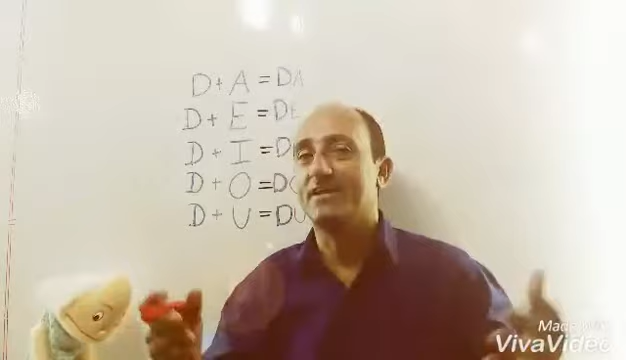 D + A = DA
D + E = DE
D + I = D
D + O = DO
D + U = DU
Made With
VivaVideo